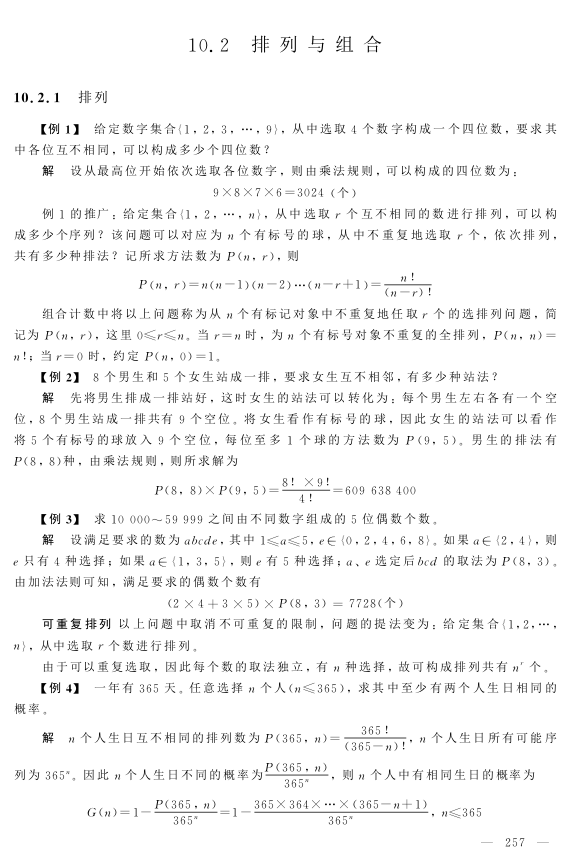 10.2 排列与组合
10.2.1 排列
【例 1】 给定数字集合{1,2,3,…,9},从中选取 4 个数字构成一个四位数,要求其
中各位互不相同,可以构成多少个四位数?
解 设从最高位开始依次选取各位数字,则由乘法规则,可以构成的四位数为:
9×8×7×6=3024 (个)
例 1 的推广:给定集合{1,2,…,n},从中选取 r 个互不相同的数进行排列,可以构
成多少个序列?该问题可以对应为 n 个有标号的球,从中不重复地选取 r 个,依次排列,
共有多少种排法?记所求方法数为 P(n,r),则
P(n,r)=n(n-1)(n-2)…(n-r+1)=n!/(n-r)!
组合计数中将以上问题称为从 n 个有标记对象中不重复地任取 r 个的选排列问题,简
记为 P(n,r),这里 0≤r≤n。当 r=n 时,为 n 个有标号对象不重复的全排列,P(n,n)=
n!;当 r=0 时,约定 P(n,0)=1。
【例 2】 8 个男生和 5 个女生站成一排,要求女生互不相邻,有多少种站法?
解 先将男生排成一排站好,这时女生的站法可以转化为:每个男生左右各有一个空
位,8 个男生站成一排共有 9 个空位。将女生看作有标号的球,因此女生的站法可以看作
将 5 个有标号的球放入 9 个空位,每位至多 1 个球的方法数为 P(9,5)。男生的排法有
P(8,8)种,由乘法规则,则所求解为
P(8,8)×P(9,5)=8!×9!/4!=609 638 400
【例 3】 求 10 000~59 999 之间由不同数字组成的 5 位偶数个数。
解 设满足要求的数为 abcde,其中 1≤a≤5,e∈{0,2,4,6,8}。如果 a∈{2,4},则
e 只有 4 种选择;如果 a∈{1,3,5},则 e 有 5 种选择;a、e 选定后bcd 的取法为 P(8,3)。
由加法法则可知,满足要求的偶数个数有
(2×4+3×5)×P(8,3)=7728(个)
可重复排列 以上问题中取消不可重复的限制,问题的提法变为:给定集合{1,2,…,
n},从中选取 r 个数进行排列。
由于可以重复选取,因此每个数的取法独立,有 n 种选择,故可构成排列共有 nʳ 个。
【例 4】 一年有 365 天。任意选择 n 个人(n≤365),求其中至少有两个人生日相同的
概率。
解 n 个人生日互不相同的排列数为 P(365,n)=365!/(365-n)!,n 个人生日所有可能序
列为 365ⁿ。因此 n 个人生日不同的概率为P(365,n)/365ⁿ,则 n 个人中有相同生日的概率为
G(n)=1-P(365,n)/365ⁿ=1-365×364×…×(365-n+1)/365ⁿ,n≤365
— 257 —